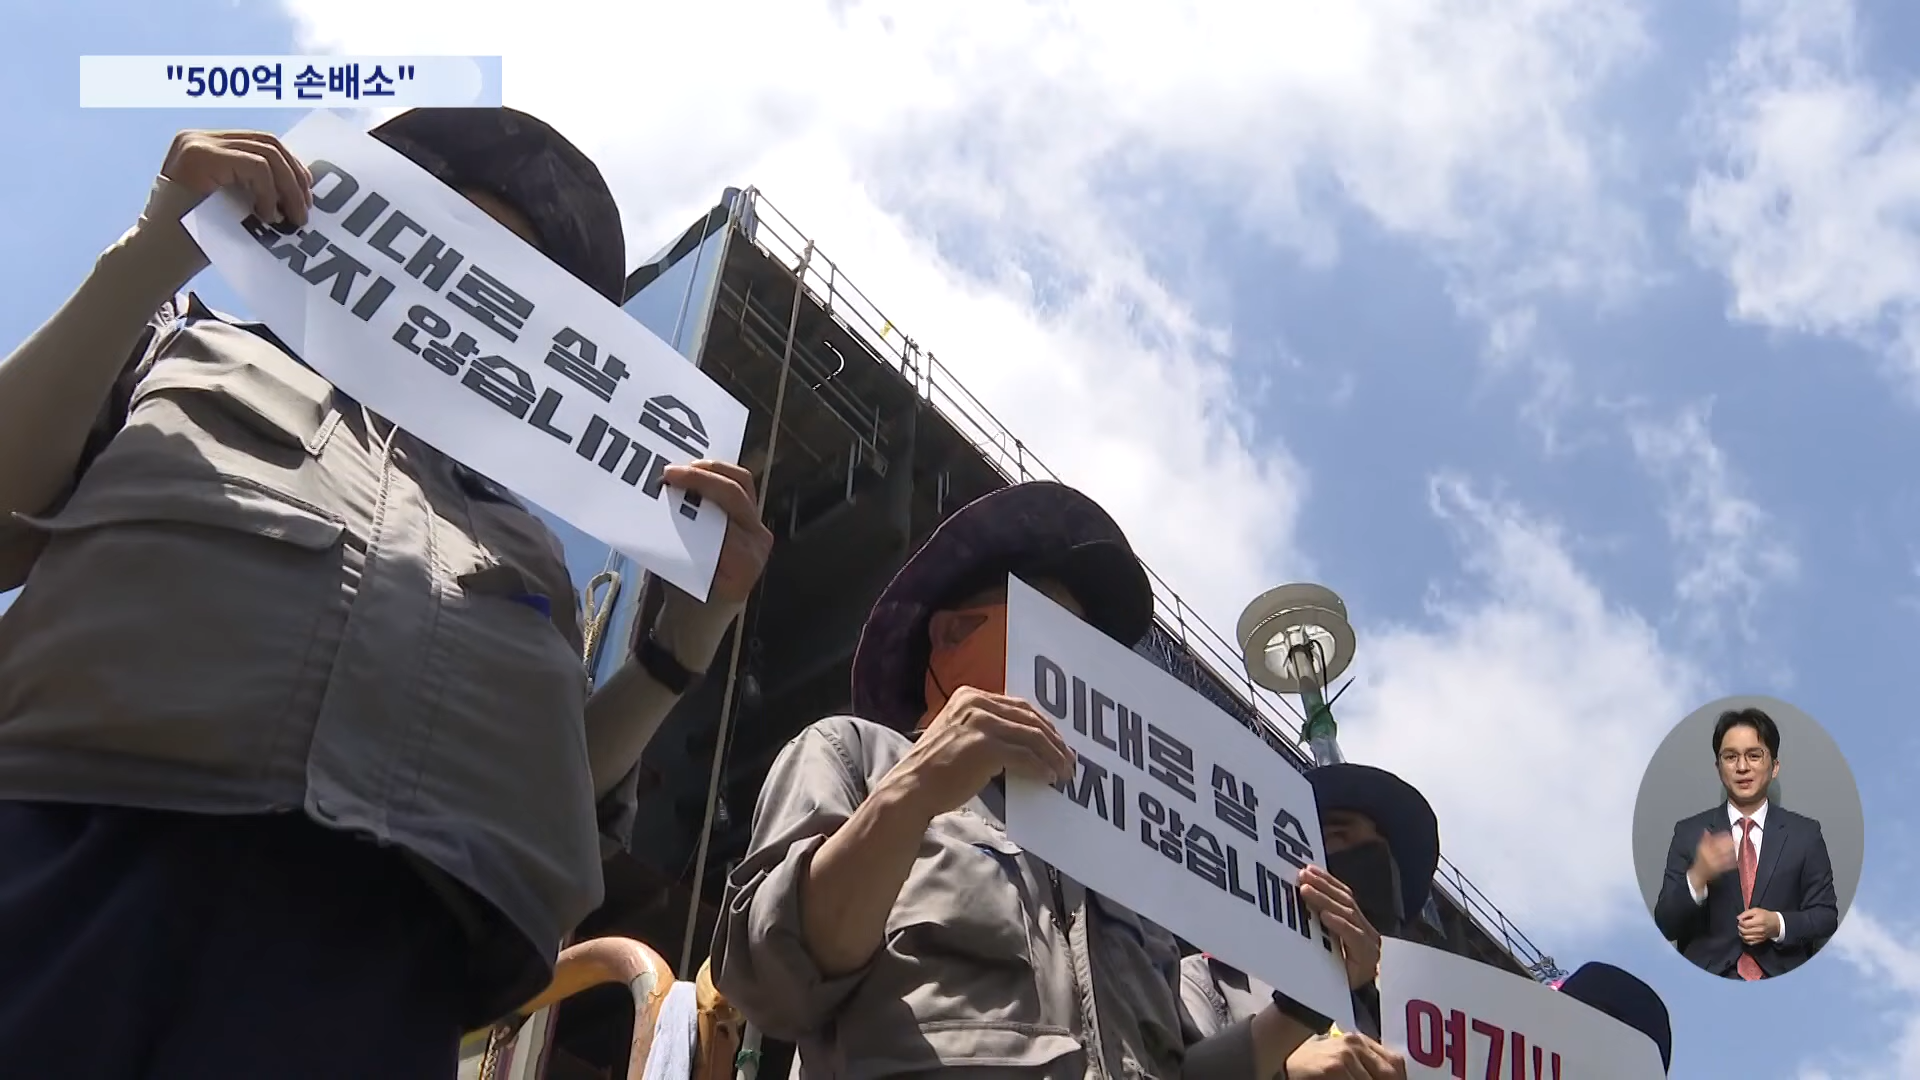 "500억 손배소"
이대로 살 순
없지 않습니까!
이대로 살 순
없지 않습니까!